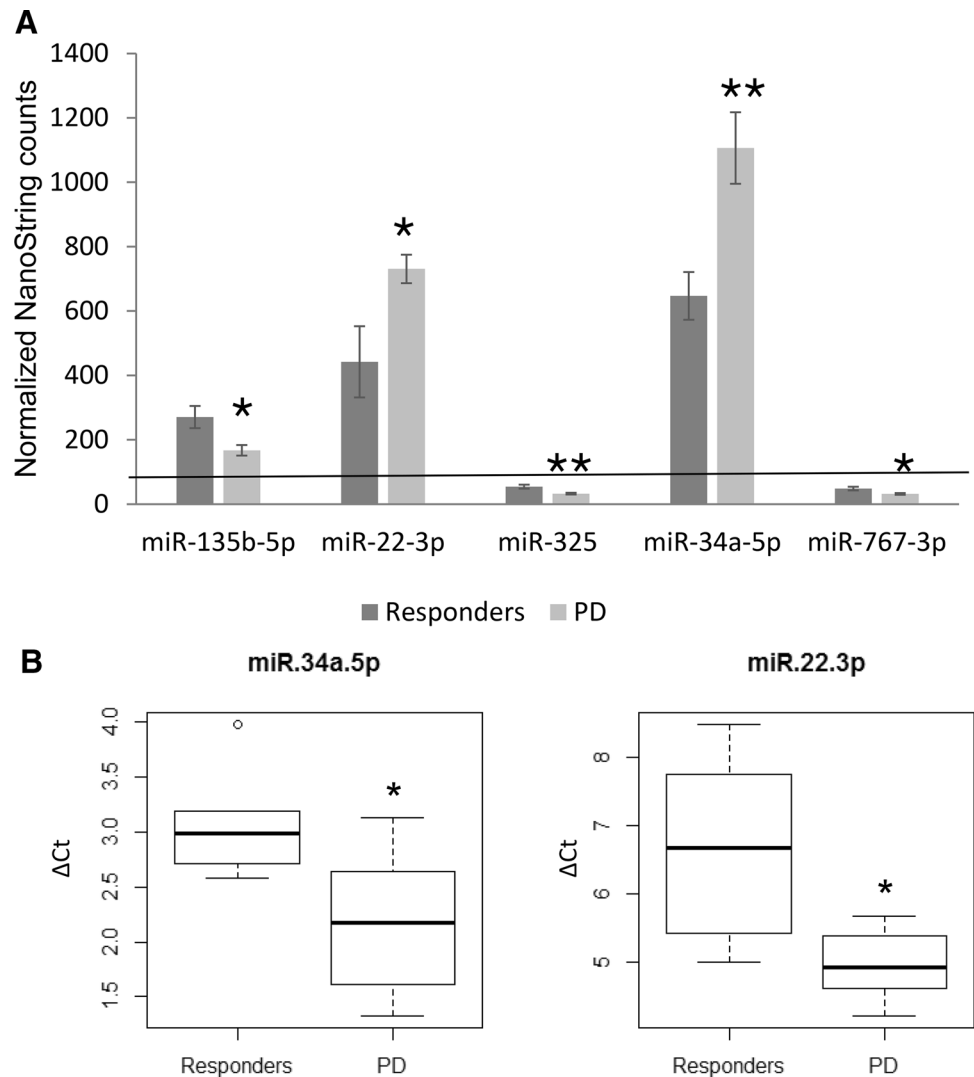 A
Normalized NanoString counts
1400
1200
1000
800
600
400
200
0
*
*
**
**
*
miR-135b-5p miR-22-3p miR-325 miR-34a-5p miR-767-3p
Responders PD
B
miR.34a.5p
ΔCt
4.0
3.5
3.0
2.5
2.0
1.5
*
Responders PD
miR.22.3p
ΔCt
8
7
6
5
*
Responders PD